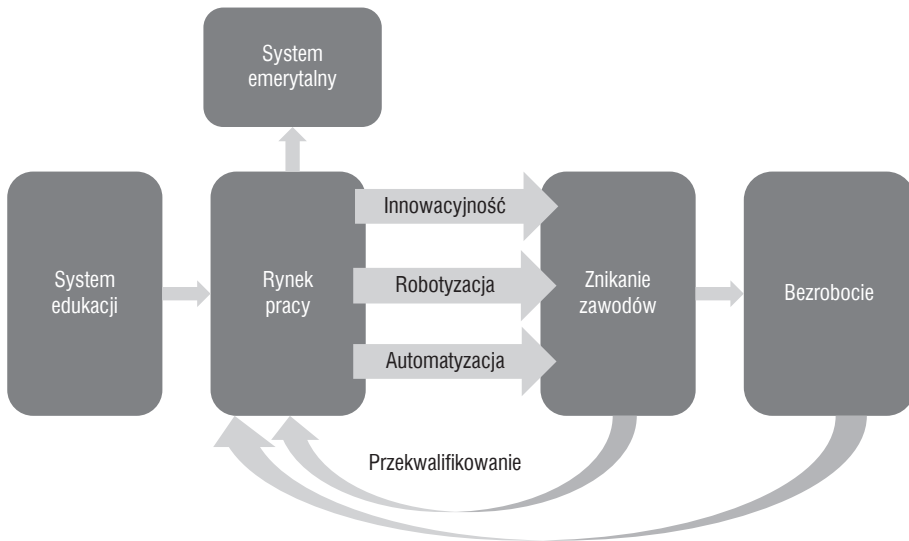 System
emerytalny
System
edukacji
Rynek
pracy
Innowacyjność
Robotyzacja
Automatyzacja
Znikanie
zawodów
Bezrobocie
Przekwalifikowanie